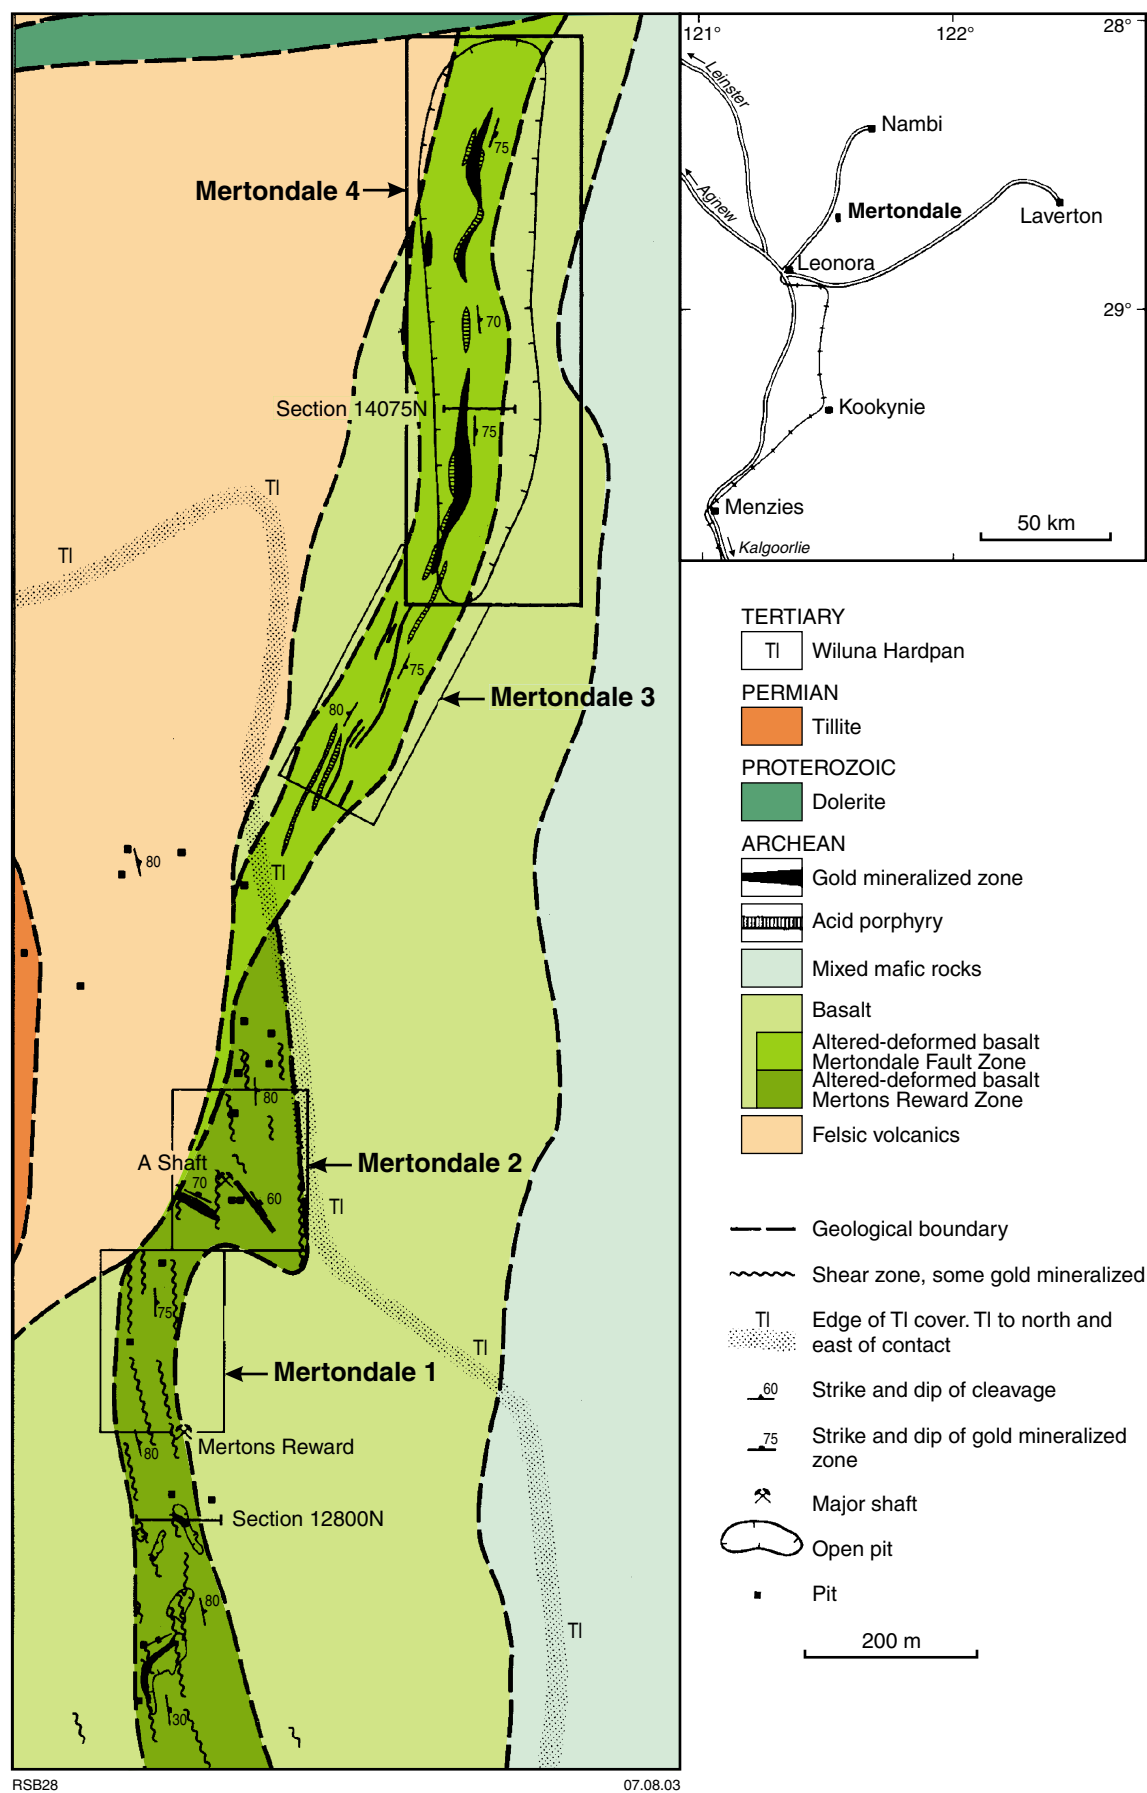 Mertondale 4
75
70
Section 14075N
75
Tl
Tl
75
Mertondale 3
80
80
Tl
80
A Shaft
Mertondale 2
70
60
Tl
75
Tl
Mertondale 1
80
Mertons Reward
Section 12800N
80
Tl
30
RSB28
07.08.03
121°
122°
28°
Leinster
Nambi
Agnew
Mertondale
Laverton
Leonora
29°
Kookynie
Menzies
50 km
Kalgoorlie
TERTIARY
Tl
Wiluna Hardpan
PERMIAN
Tillite
PROTEROZOIC
Dolerite
ARCHEAN
Gold mineralized zone
Acid porphyry
Mixed mafic rocks
Basalt
Altered-deformed basalt
Mertondale Fault Zone
Altered-deformed basalt
Mertons Reward Zone
Felsic volcanics
Geological boundary
Shear zone, some gold mineralized
Tl
Edge of Tl cover. Tl to north and
east of contact
60
Strike and dip of cleavage
75
Strike and dip of gold mineralized
zone
Major shaft
Open pit
Pit
200 m